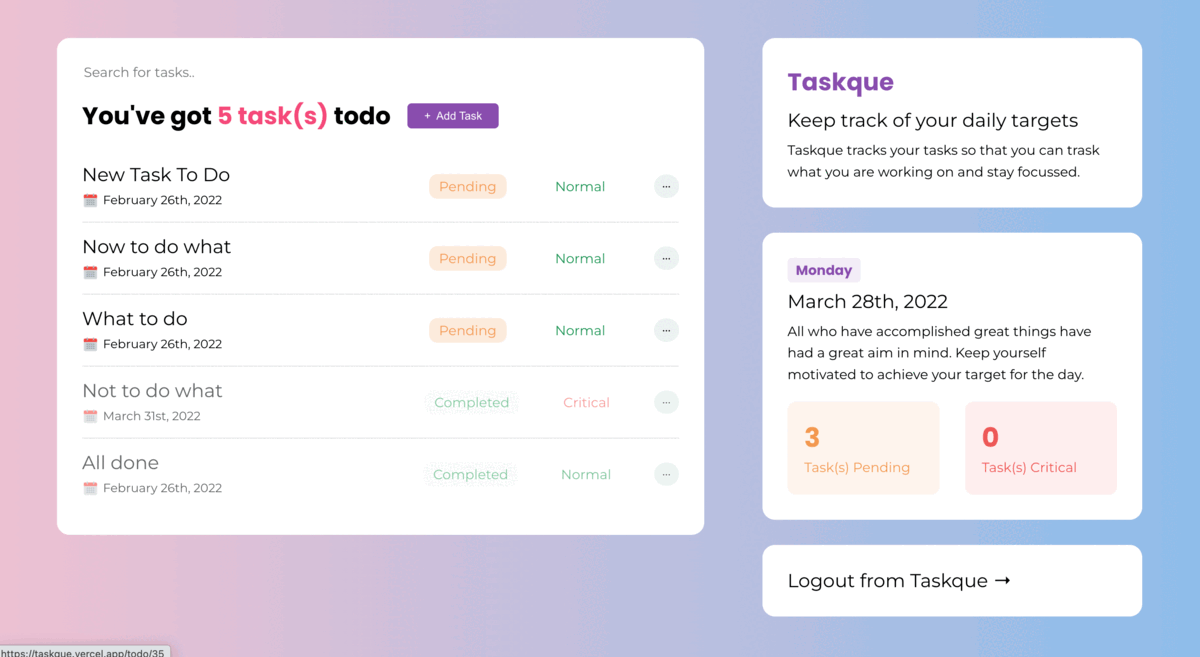 Search for tasks..
You've got 5 task(s) todo
+ Add Task
New Task To Do
February 26th, 2022
Pending
Normal
...
Now to do what
February 26th, 2022
Pending
Normal
...
What to do
February 26th, 2022
Pending
Normal
...
Not to do what
March 31st, 2022
Completed
Critical
...
All done
February 26th, 2022
Completed
Normal
...
Taskque
Keep track of your daily targets
Taskque tracks your tasks so that you can trask
what you are working on and stay focussed.
Monday
March 28th, 2022
All who have accomplished great things have
had a great aim in mind. Keep yourself
motivated to achieve your target for the day.
3
Task(s) Pending
0
Task(s) Critical
Logout from Taskque →
https://taskque.vercel.app/todo/35